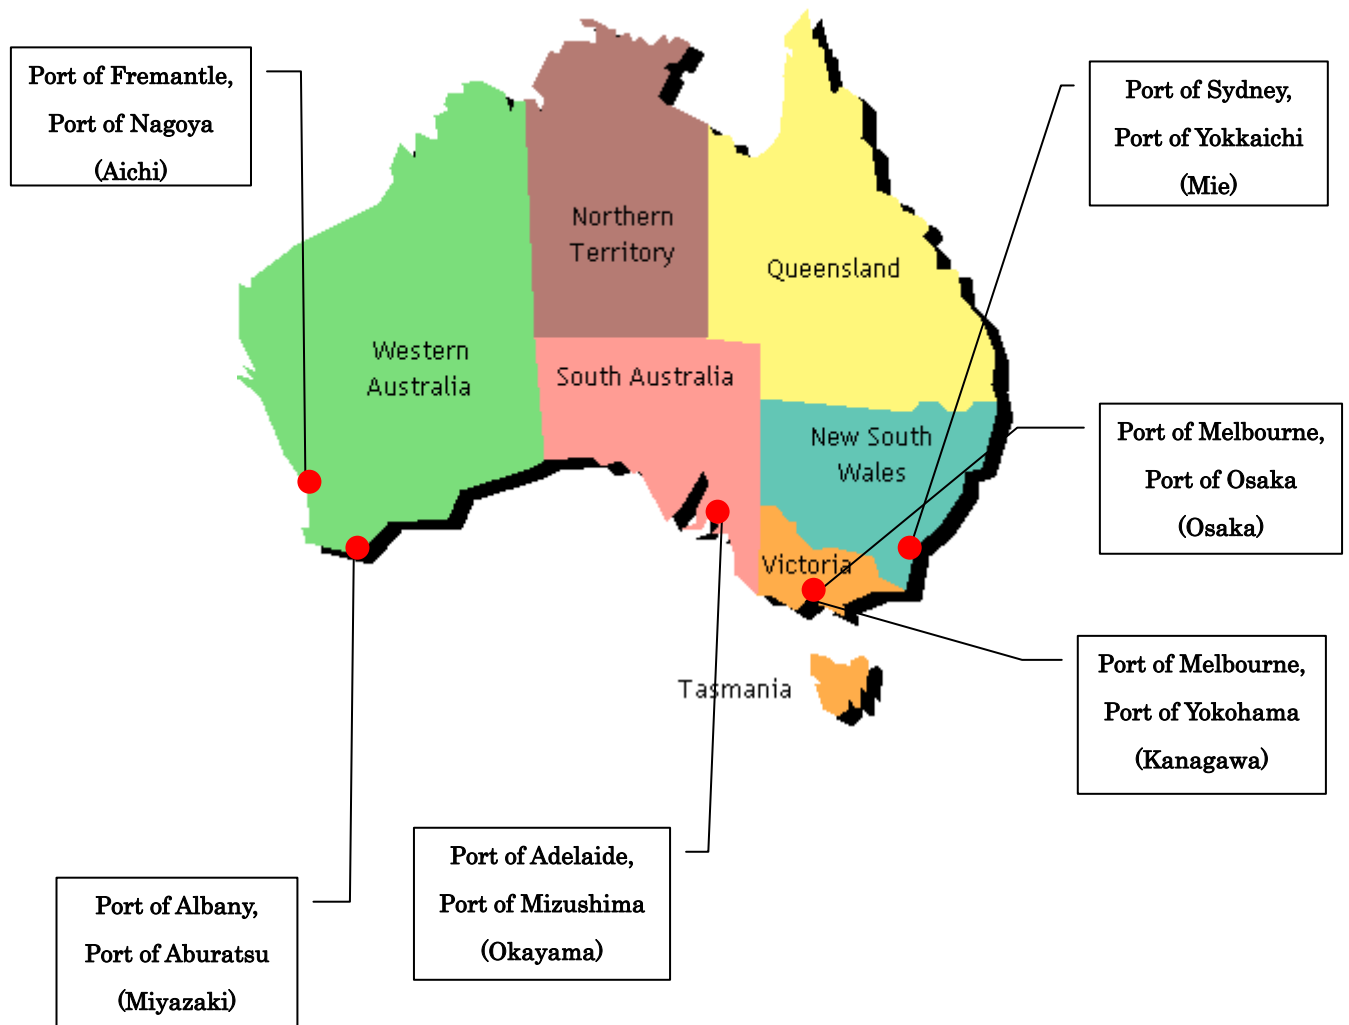 Port of Fremantle,
Port of Nagoya
(Aichi)
Port of Sydney,
Port of Yokkaichi
(Mie)
Northern
Territory
Queensland
Western
Australia
South Australia
New South
Wales
Port of Melbourne,
Port of Osaka
(Osaka)
Victoria
Tasmania
Port of Melbourne,
Port of Yokohama
(Kanagawa)
Port of Adelaide,
Port of Mizushima
(Okayama)
Port of Albany,
Port of Aburatsu
(Miyazaki)